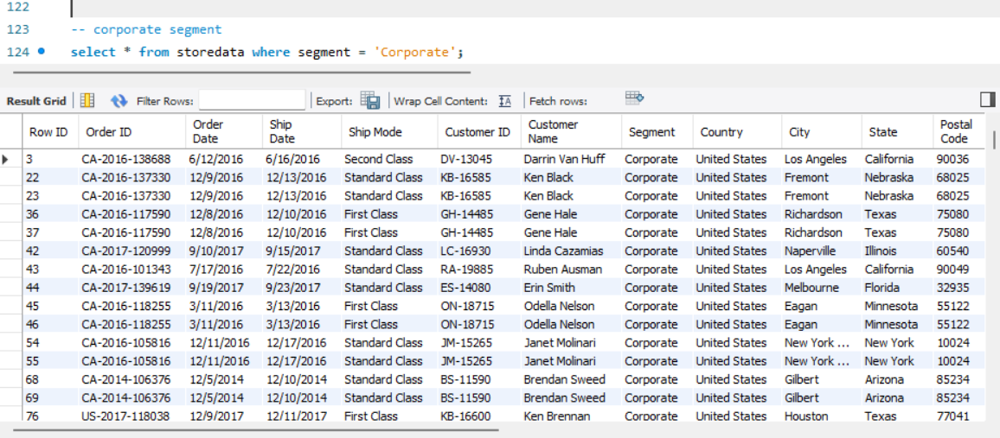 122
123 -- corporate segment
124 select * from storedata where segment = 'Corporate';
Result Grid Filter Rows: Export: Wrap Cell Content: Fetch rows:
Row ID Order ID Order Date Ship Date Ship Mode Customer ID Customer Name Segment Country City State Postal Code
3 CA-2016-138688 6/12/2016 6/16/2016 Second Class DV-13045 Darrin Van Huff Corporate United States Los Angeles California 90036
22 CA-2016-137330 12/9/2016 12/13/2016 Standard Class KB-16585 Ken Black Corporate United States Fremont Nebraska 68025
23 CA-2016-137330 12/9/2016 12/13/2016 Standard Class KB-16585 Ken Black Corporate United States Fremont Nebraska 68025
36 CA-2016-117590 12/8/2016 12/10/2016 First Class GH-14485 Gene Hale Corporate United States Richardson Texas 75080
37 CA-2016-117590 12/8/2016 12/10/2016 First Class GH-14485 Gene Hale Corporate United States Richardson Texas 75080
42 CA-2017-120999 9/10/2017 9/15/2017 Standard Class LC-16930 Linda Cazamias Corporate United States Naperville Illinois 60540
43 CA-2016-101343 7/17/2016 7/22/2016 Standard Class RA-19885 Ruben Ausman Corporate United States Los Angeles California 90049
44 CA-2017-139619 9/19/2017 9/23/2017 Standard Class ES-14080 Erin Smith Corporate United States Melbourne Florida 32935
45 CA-2016-118255 3/11/2016 3/13/2016 First Class ON-18715 Odella Nelson Corporate United States Eagan Minnesota 55122
46 CA-2016-118255 3/11/2016 3/13/2016 First Class ON-18715 Odella Nelson Corporate United States Eagan Minnesota 55122
54 CA-2016-105816 12/11/2016 12/17/2016 Standard Class JM-15265 Janet Molinari Corporate United States New York ... New York 10024
55 CA-2016-105816 12/11/2016 12/17/2016 Standard Class JM-15265 Janet Molinari Corporate United States New York ... New York 10024
68 CA-2014-106376 12/5/2014 12/10/2014 Standard Class BS-11590 Brendan Sweed Corporate United States Gilbert Arizona 85234
69 CA-2014-106376 12/5/2014 12/10/2014 Standard Class BS-11590 Brendan Sweed Corporate United States Gilbert Arizona 85234
76 US-2017-118038 12/9/2017 12/11/2017 First Class KB-16600 Ken Brennan Corporate United States Houston Texas 77041